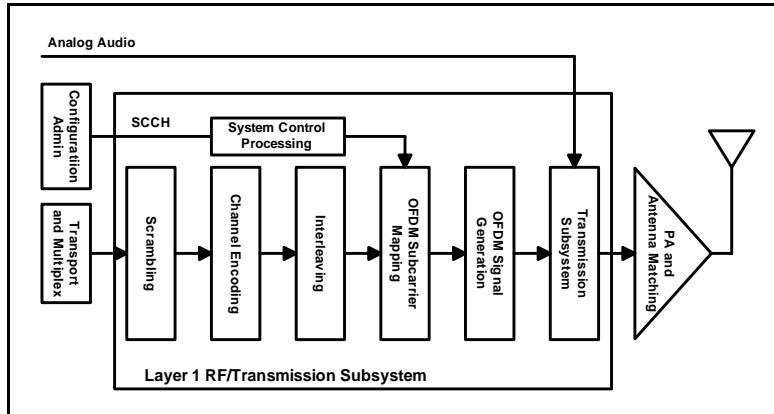 Analog Audio
Configuratiion
Admin
SCCH
System Control
Processing
Transport
and Multiplex
Scrambling
Channel Encoding
Interleaving
OFDM Subcarrier
Mapping
OFDM Signal
Generation
Transmission
Subsystem
PA and
Antenna Matching
Layer 1 RF/Transmission Subsystem